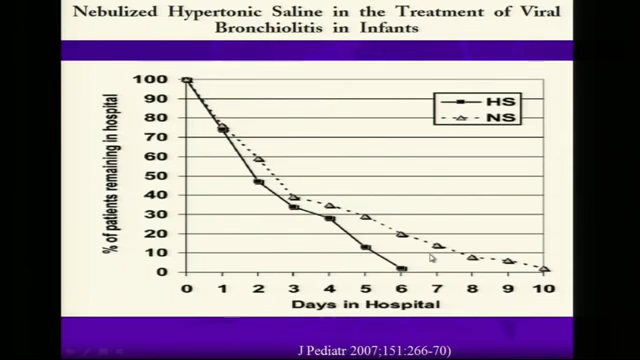 Nebulized Hypertonic Saline in the Treatment of Viral
Bronchiolitis in Infants
% of patients remaining in hospital
100
90
80
70
60
50
40
30
20
10
0
HS
NS
0 1 2 3 4 5 6 7 8 9 10
Days in Hospital
J Pediatr 2007;151:266-70)